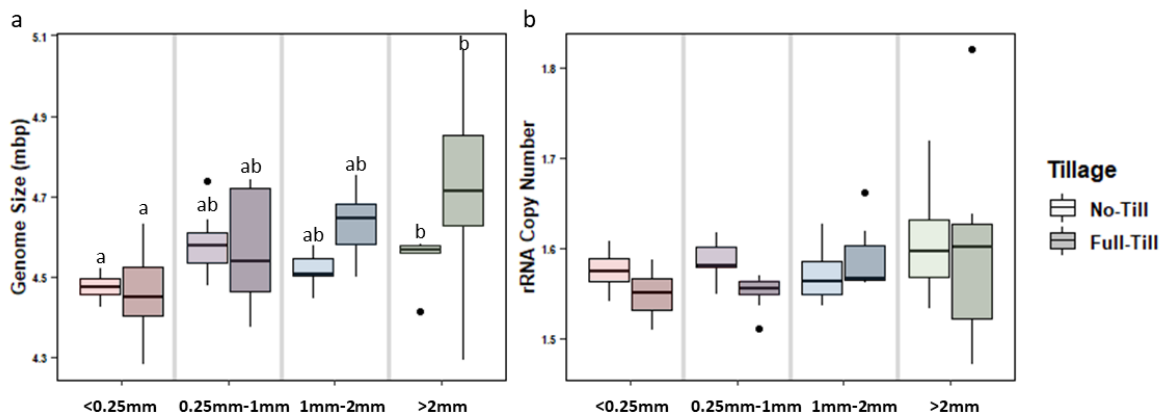 a
Genome Size (mbp)
5.1
4.9
4.7
4.5
4.3
a
a
ab
ab
ab
ab
b
b
<0.25mm
0.25mm-1mm
1mm-2mm
>2mm
b
rRNA Copy Number
1.8
1.7
1.6
1.5
<0.25mm
0.25mm-1mm
1mm-2mm
>2mm
Tillage
No-Till
Full-Till